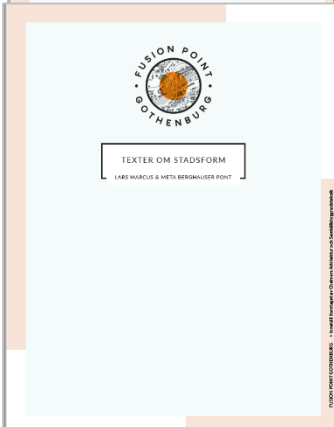 FUSION POINT
GOTHENBURG
TEXTER OM STADSFORM
LARS MARCUS & META BERGHAUSER PONT
FUSION POINT GOTHENBURG